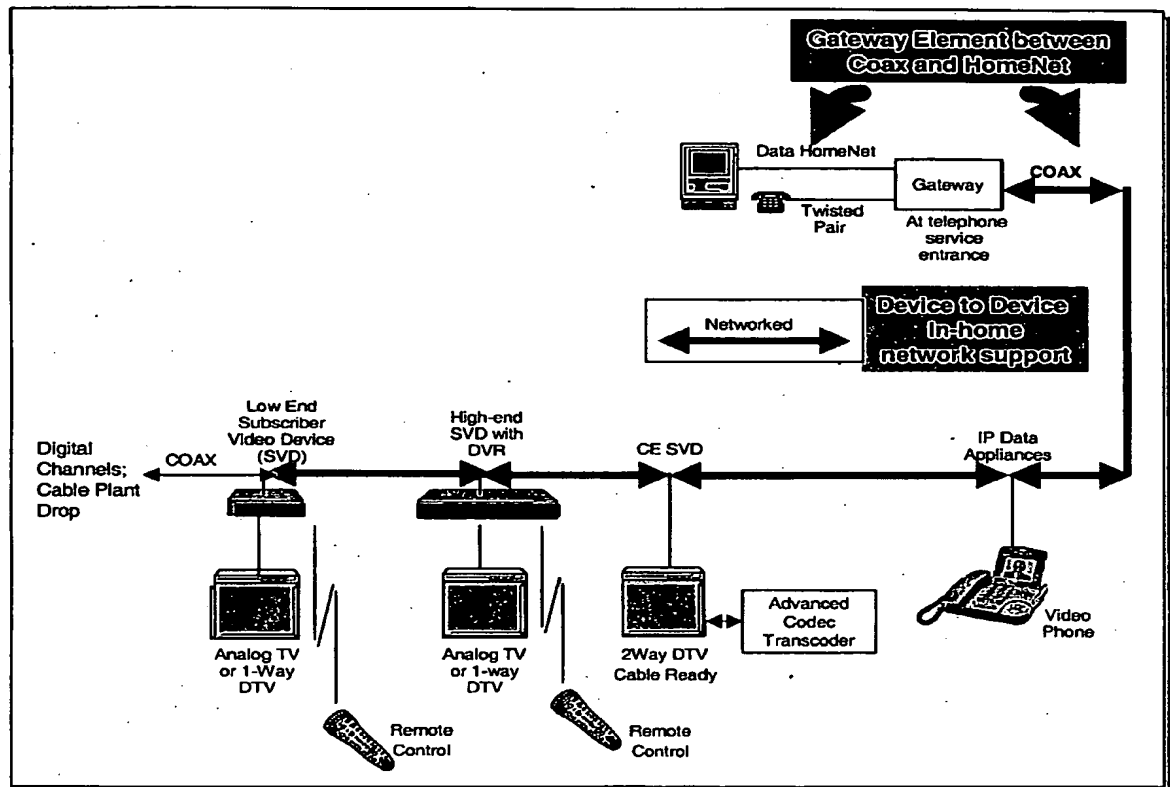 Gateway Element between
Coax and HomeNet
Data HomeNet
Gateway
COAX
Twisted
Pair
At telephone
service
entrance
Networked
Device to Device
In-home
network support
Low End
Subscriber
Video Device
(SVD)
High-end
SVD with
DVR
CE SVD
IP Data
Appliances
Digital
Channels;
Cable Plant
Drop
COAX
Analog TV
or 1-Way
DTV
Analog TV
or 1-way
DTV
2Way DTV
Cable Ready
Advanced
Codec
Transcoder
Video
Phone
Remote
Control
Remote
Control